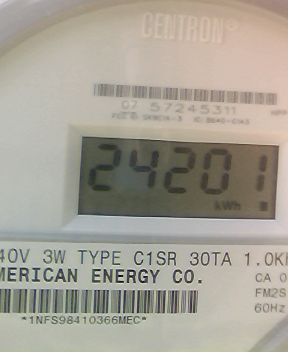 CENTRON®
07 57245311
24201
kWh
40V 3W TYPE C1SR 30TA 1.0K
MERICAN ENERGY CO. CA 0
FM2S
60Hz
*1NFS98410366MEC*